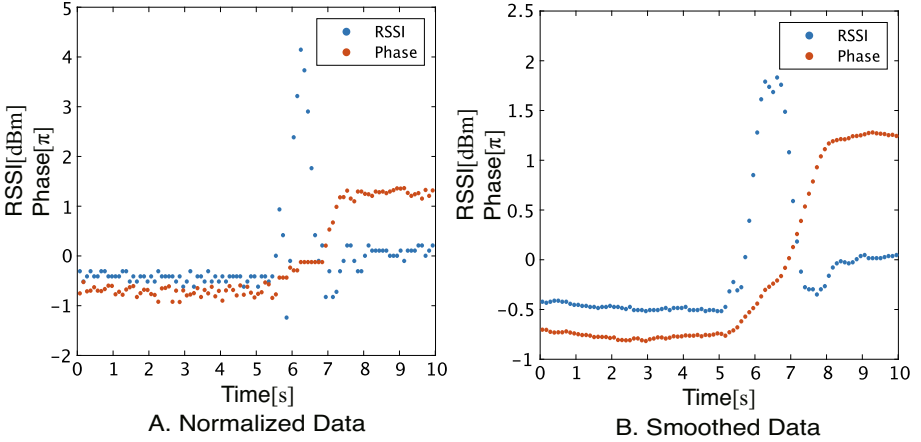 5
4
3
2
1
0
−1
−2
RSSI[dBm]
Phase[π]
RSSI
Phase
0 1 2 3 4 5 6 7 8 9 10
Time[s]
A. Normalized Data
2.5
2
1.5
1
0.5
0
−0.5
−1
RSSI[dBm]
Phase[π]
RSSI
Phase
0 1 2 3 4 5 6 7 8 9 10
Time[s]
B. Smoothed Data